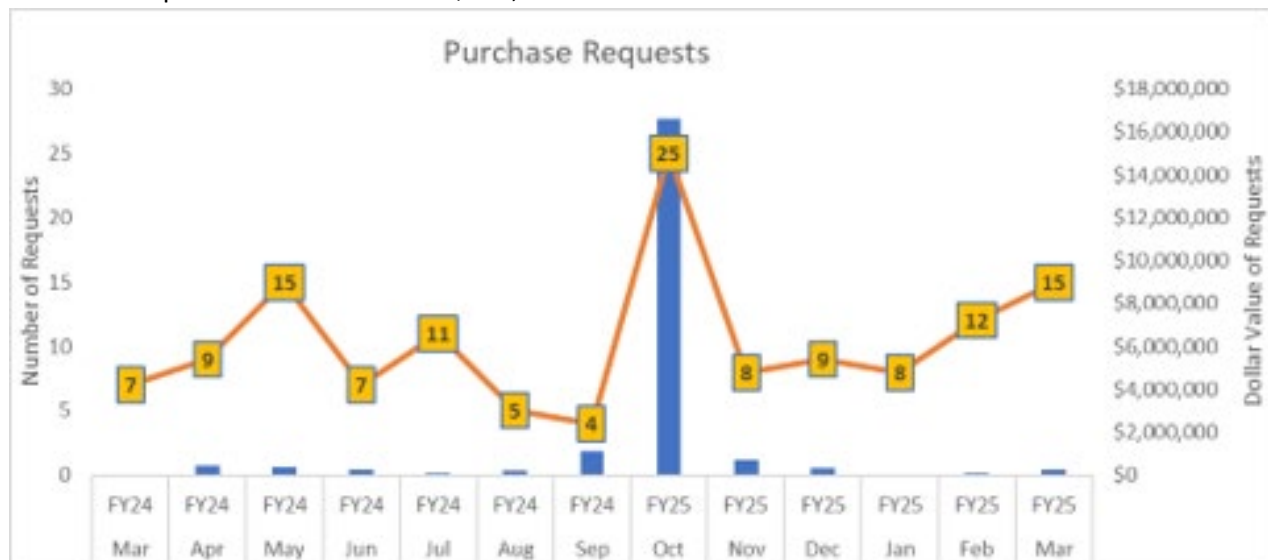 Purchase Requests
30
25
20
15
10
5
0
Number of Requests
$18,000,000
$16,000,000
$14,000,000
$12,000,000
$10,000,000
$8,000,000
$6,000,000
$4,000,000
$2,000,000
$0
Dollar Value of Requests
7 9 15 7 11 5 4 25 8 9 8 12 15
FY24 FY24 FY24 FY24 FY24 FY24 FY24 FY25 FY25 FY25 FY25 FY25 FY25
Mar Apr May Jun Jul Aug Sep Oct Nov Dec Jan Feb Mar